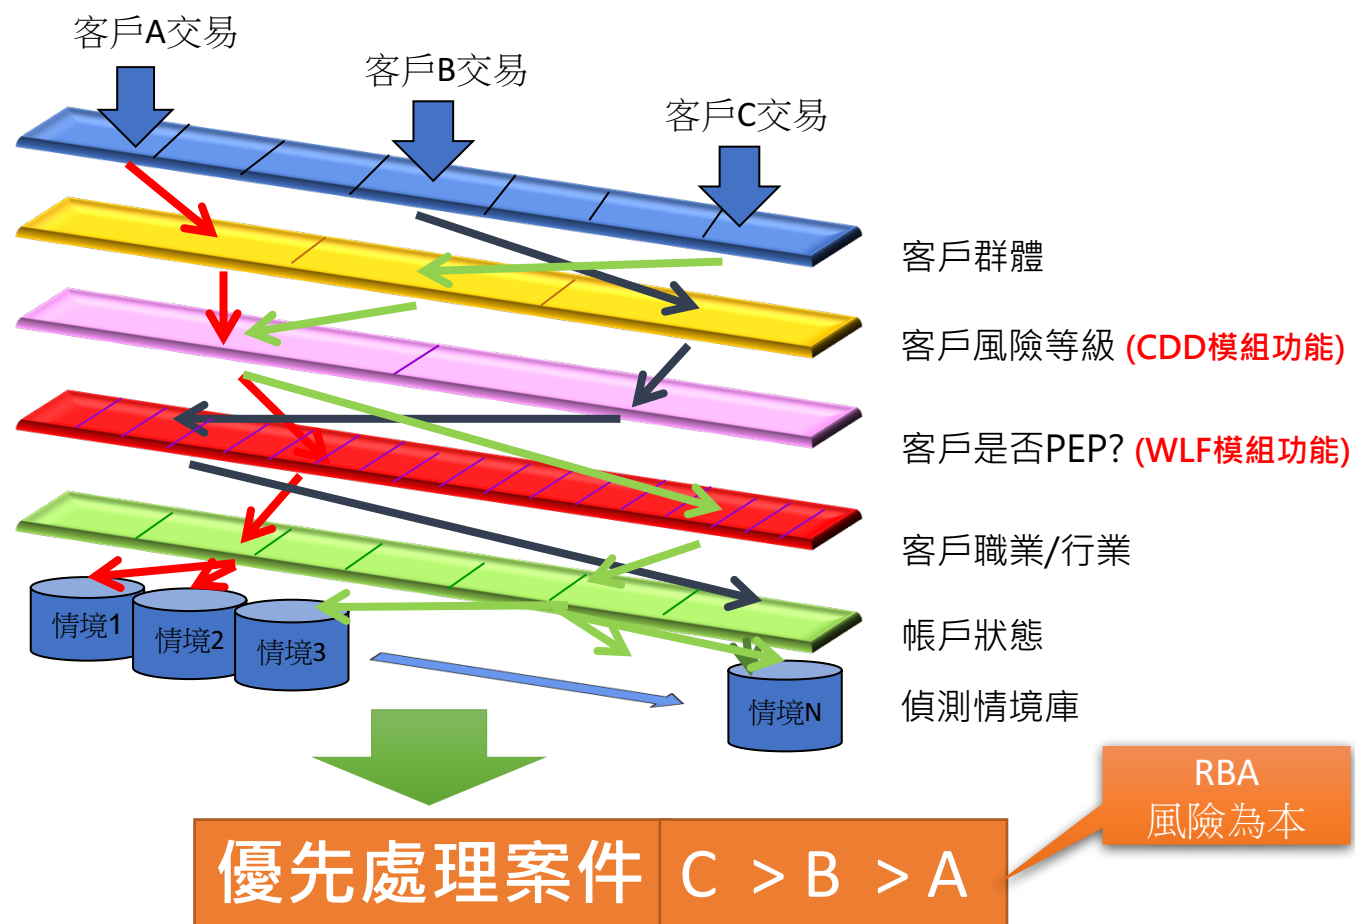 客戶A交易
客戶B交易
客戶C交易
客戶群體
客戶風險等級 (CDD模組功能)
客戶是否PEP? (WLF模組功能)
客戶職業/行業
帳戶狀態
偵測情境庫
情境1
情境2
情境3
情境N
RBA
風險為本
優先處理案件 C > B > A